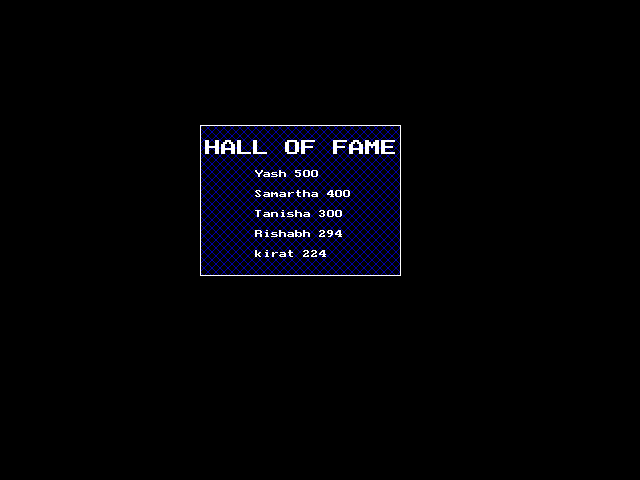 HALL OF FAME
Yash 500
Samartha 400
Tanisha 300
Rishabh 294
kirat 224